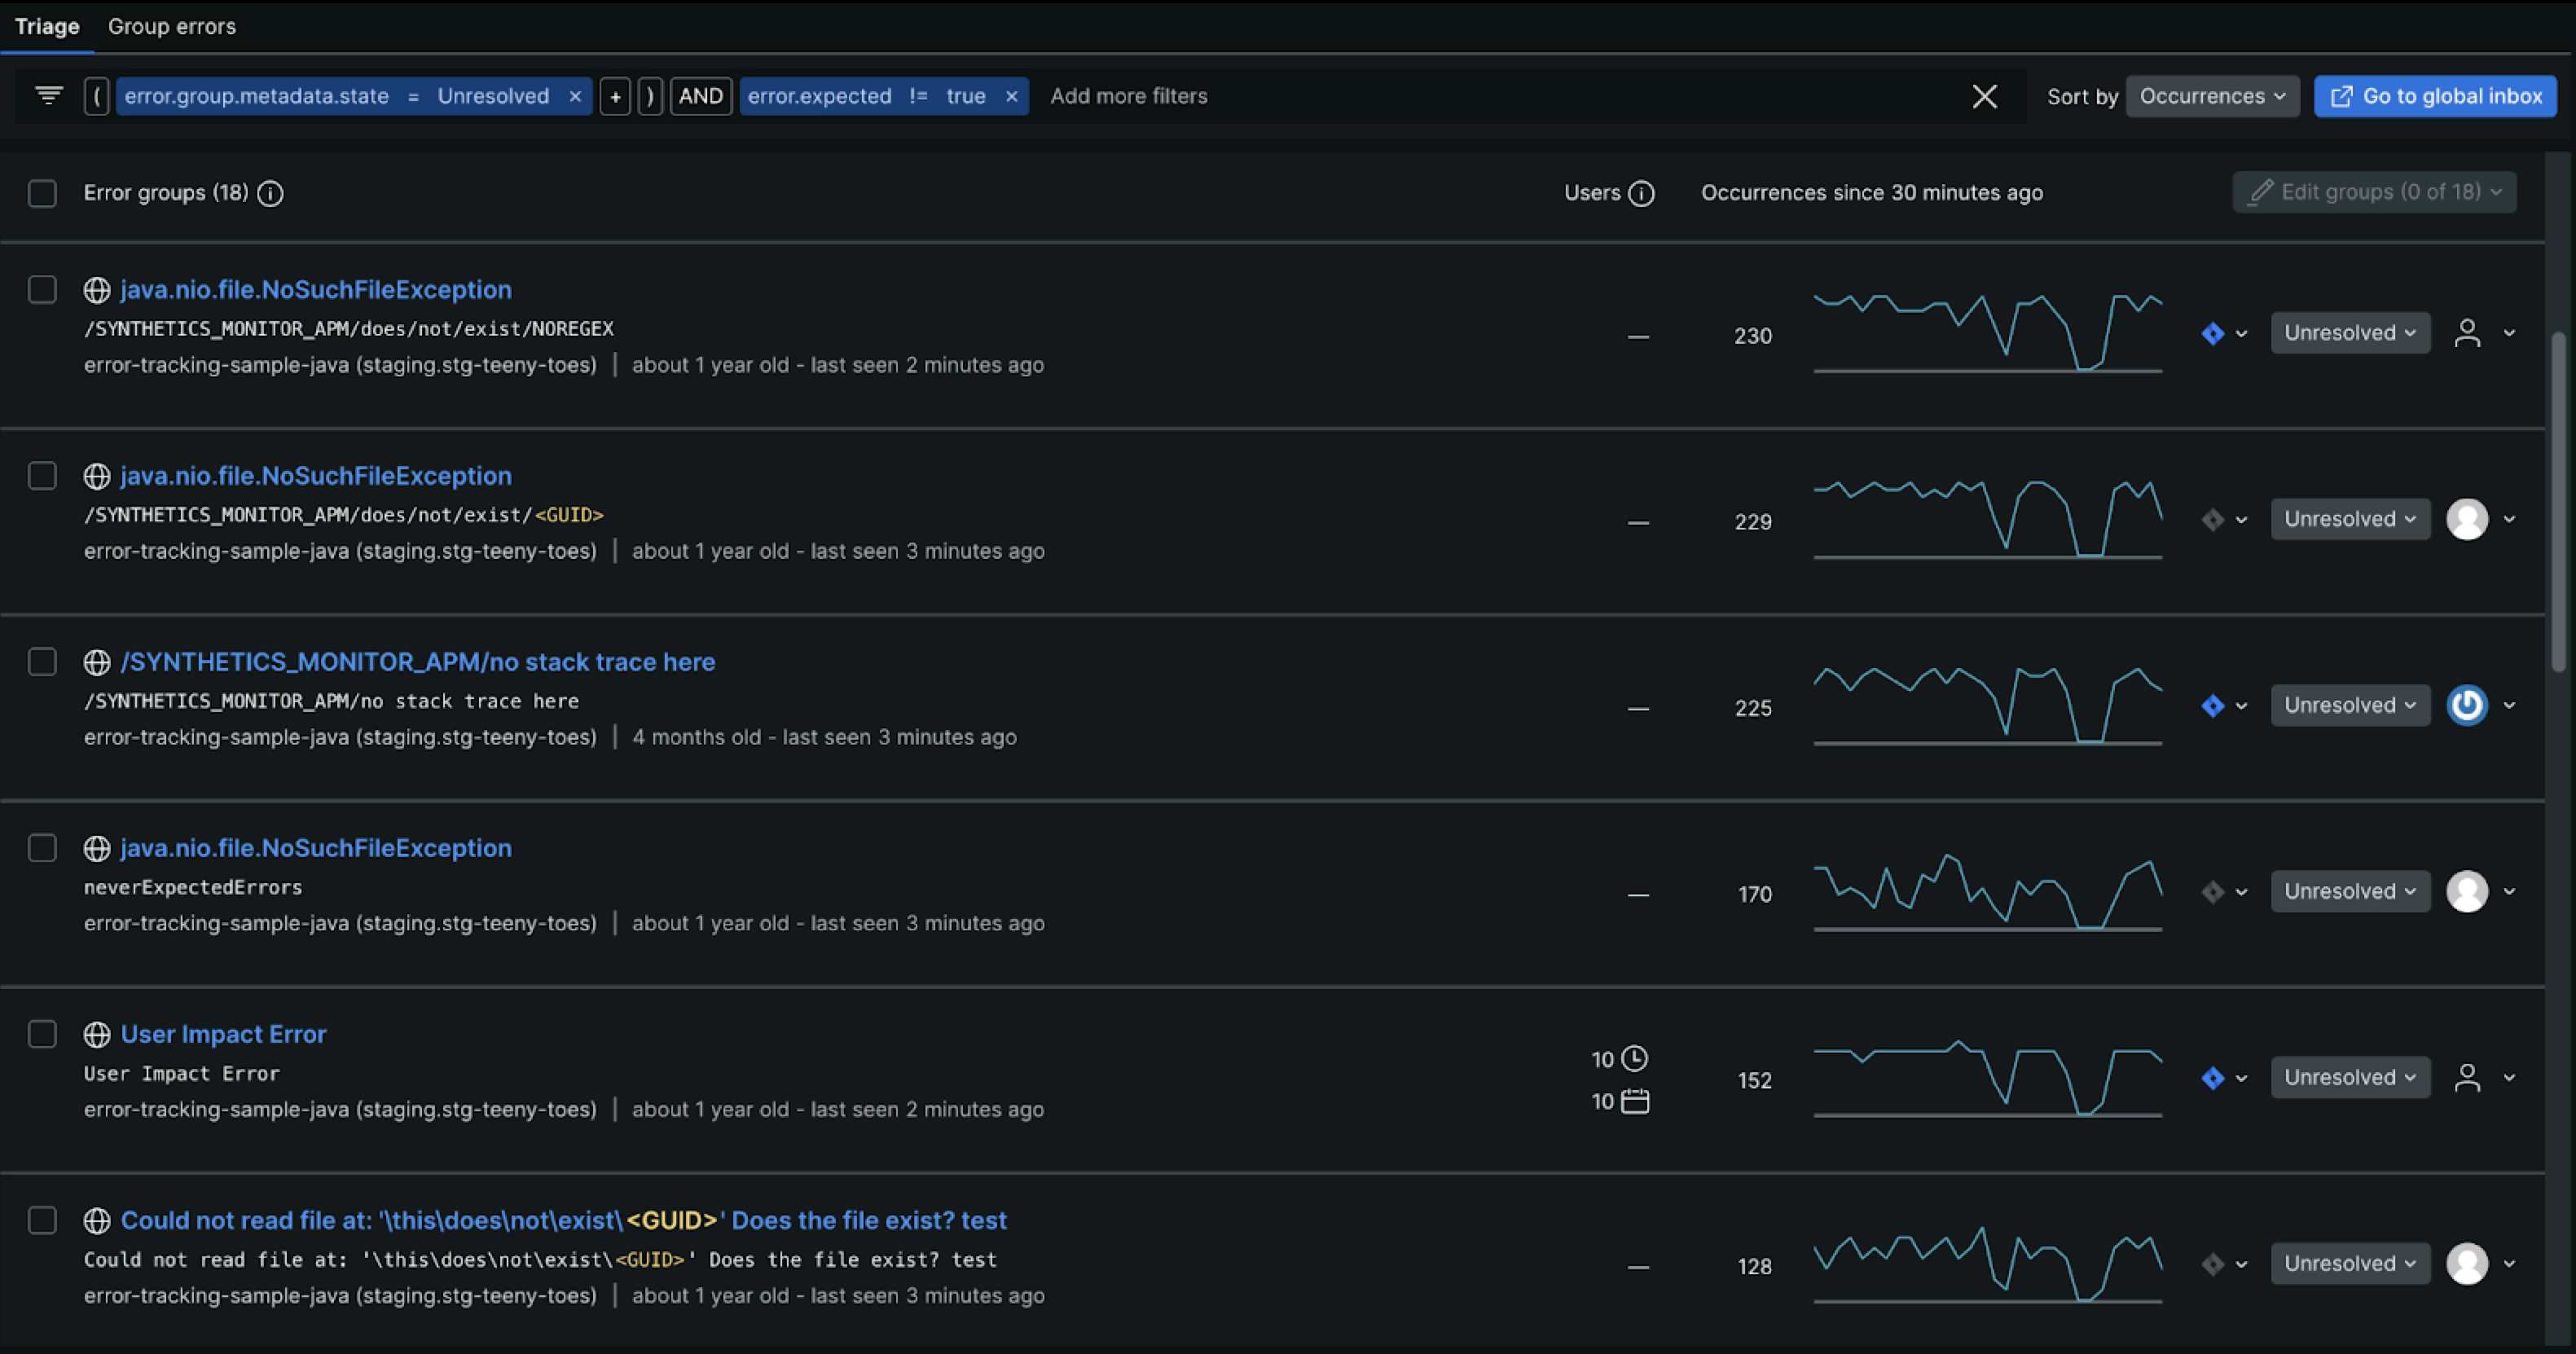 Triage Group errors
( error.group.metadata.state = Unresolved × + ) AND error.expected != true × Add more filters Sort by Occurrences Go to global inbox
Error groups (18) Users Occurrences since 30 minutes ago Edit groups (0 of 18)
java.nio.file.NoSuchFileException
/SYNTHETICS_MONITOR_APM/does/not/exist/NOREGEX
error-tracking-sample-java (staging.stg-teeny-toes) | about 1 year old - last seen 2 minutes ago
— 230 Unresolved
java.nio.file.NoSuchFileException
/SYNTHETICS_MONITOR_APM/does/not/exist/<GUID>
error-tracking-sample-java (staging.stg-teeny-toes) | about 1 year old - last seen 3 minutes ago
— 229 Unresolved
/SYNTHETICS_MONITOR_APM/no stack trace here
/SYNTHETICS_MONITOR_APM/no stack trace here
error-tracking-sample-java (staging.stg-teeny-toes) | 4 months old - last seen 3 minutes ago
— 225 Unresolved
java.nio.file.NoSuchFileException
neverExpectedErrors
error-tracking-sample-java (staging.stg-teeny-toes) | about 1 year old - last seen 3 minutes ago
— 170 Unresolved
User Impact Error
User Impact Error
error-tracking-sample-java (staging.stg-teeny-toes) | about 1 year old - last seen 2 minutes ago
10
10
152 Unresolved
Could not read file at: '\this\does\not\exist\<GUID>' Does the file exist? test
Could not read file at: '\this\does\not\exist\<GUID>' Does the file exist? test
error-tracking-sample-java (staging.stg-teeny-toes) | about 1 year old - last seen 3 minutes ago
— 128 Unresolved